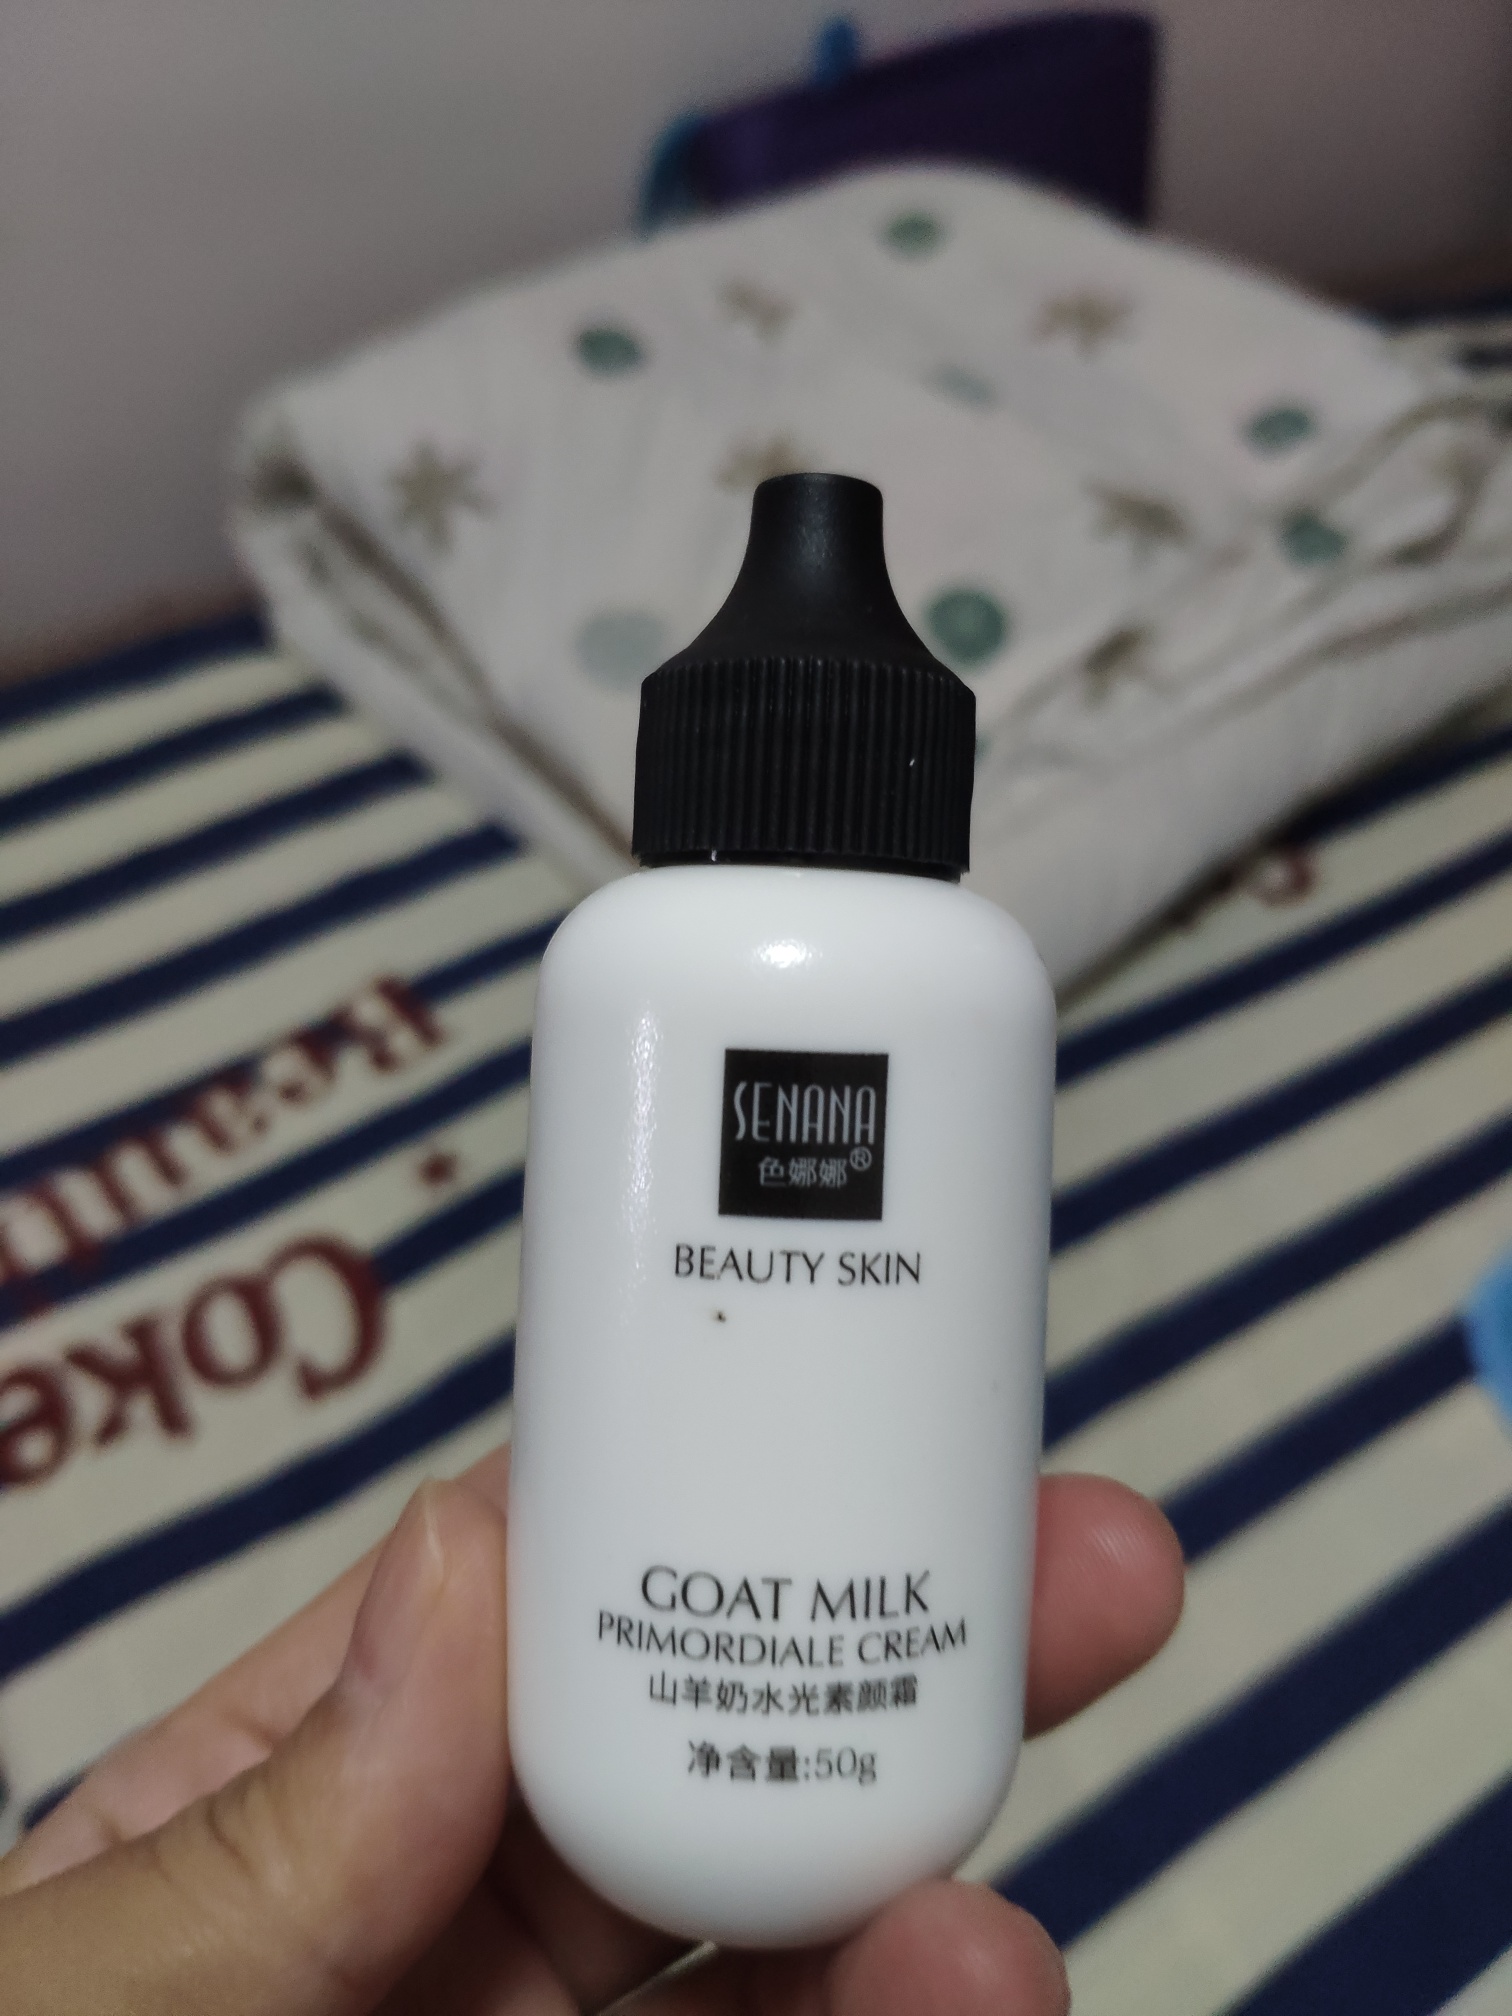 SENANA
色娜娜®
BEAUTY SKIN
GOAT MILK
PRIMORDIALE CREAM
山羊奶水光素颜霜
净含量:50g
Coke